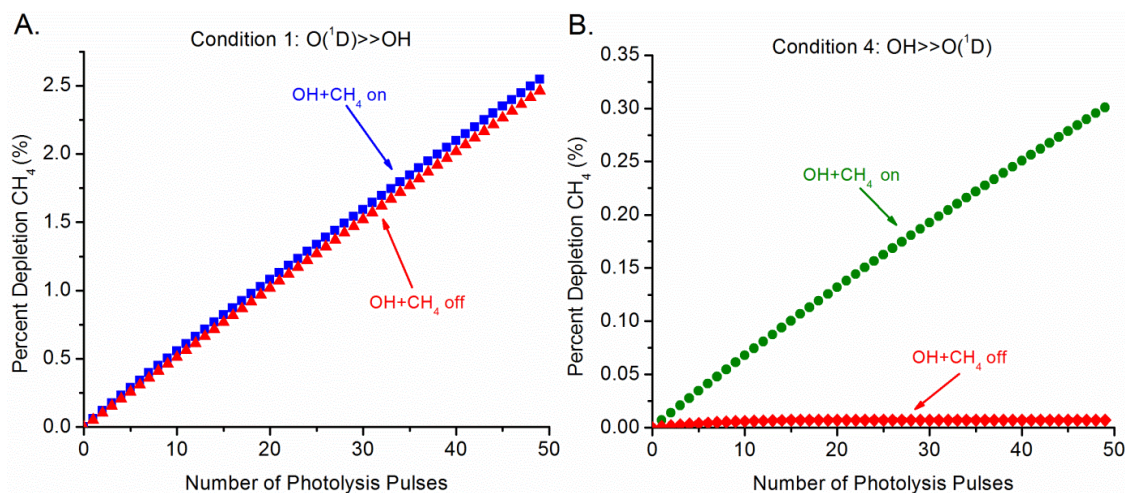 A.
Condition 1: O(¹D)>>OH
Percent Depletion CH₄ (%)
2.5
2.0
1.5
1.0
0.5
0.0
OH+CH₄ on
OH+CH₄ off
0 10 20 30 40 50
Number of Photolysis Pulses
B.
Condition 4: OH>>O(¹D)
Percent Depletion CH₄ (%)
0.35
0.30
0.25
0.20
0.15
0.10
0.05
0.00
OH+CH₄ on
OH+CH₄ off
0 10 20 30 40 50
Number of Photolysis Pulses